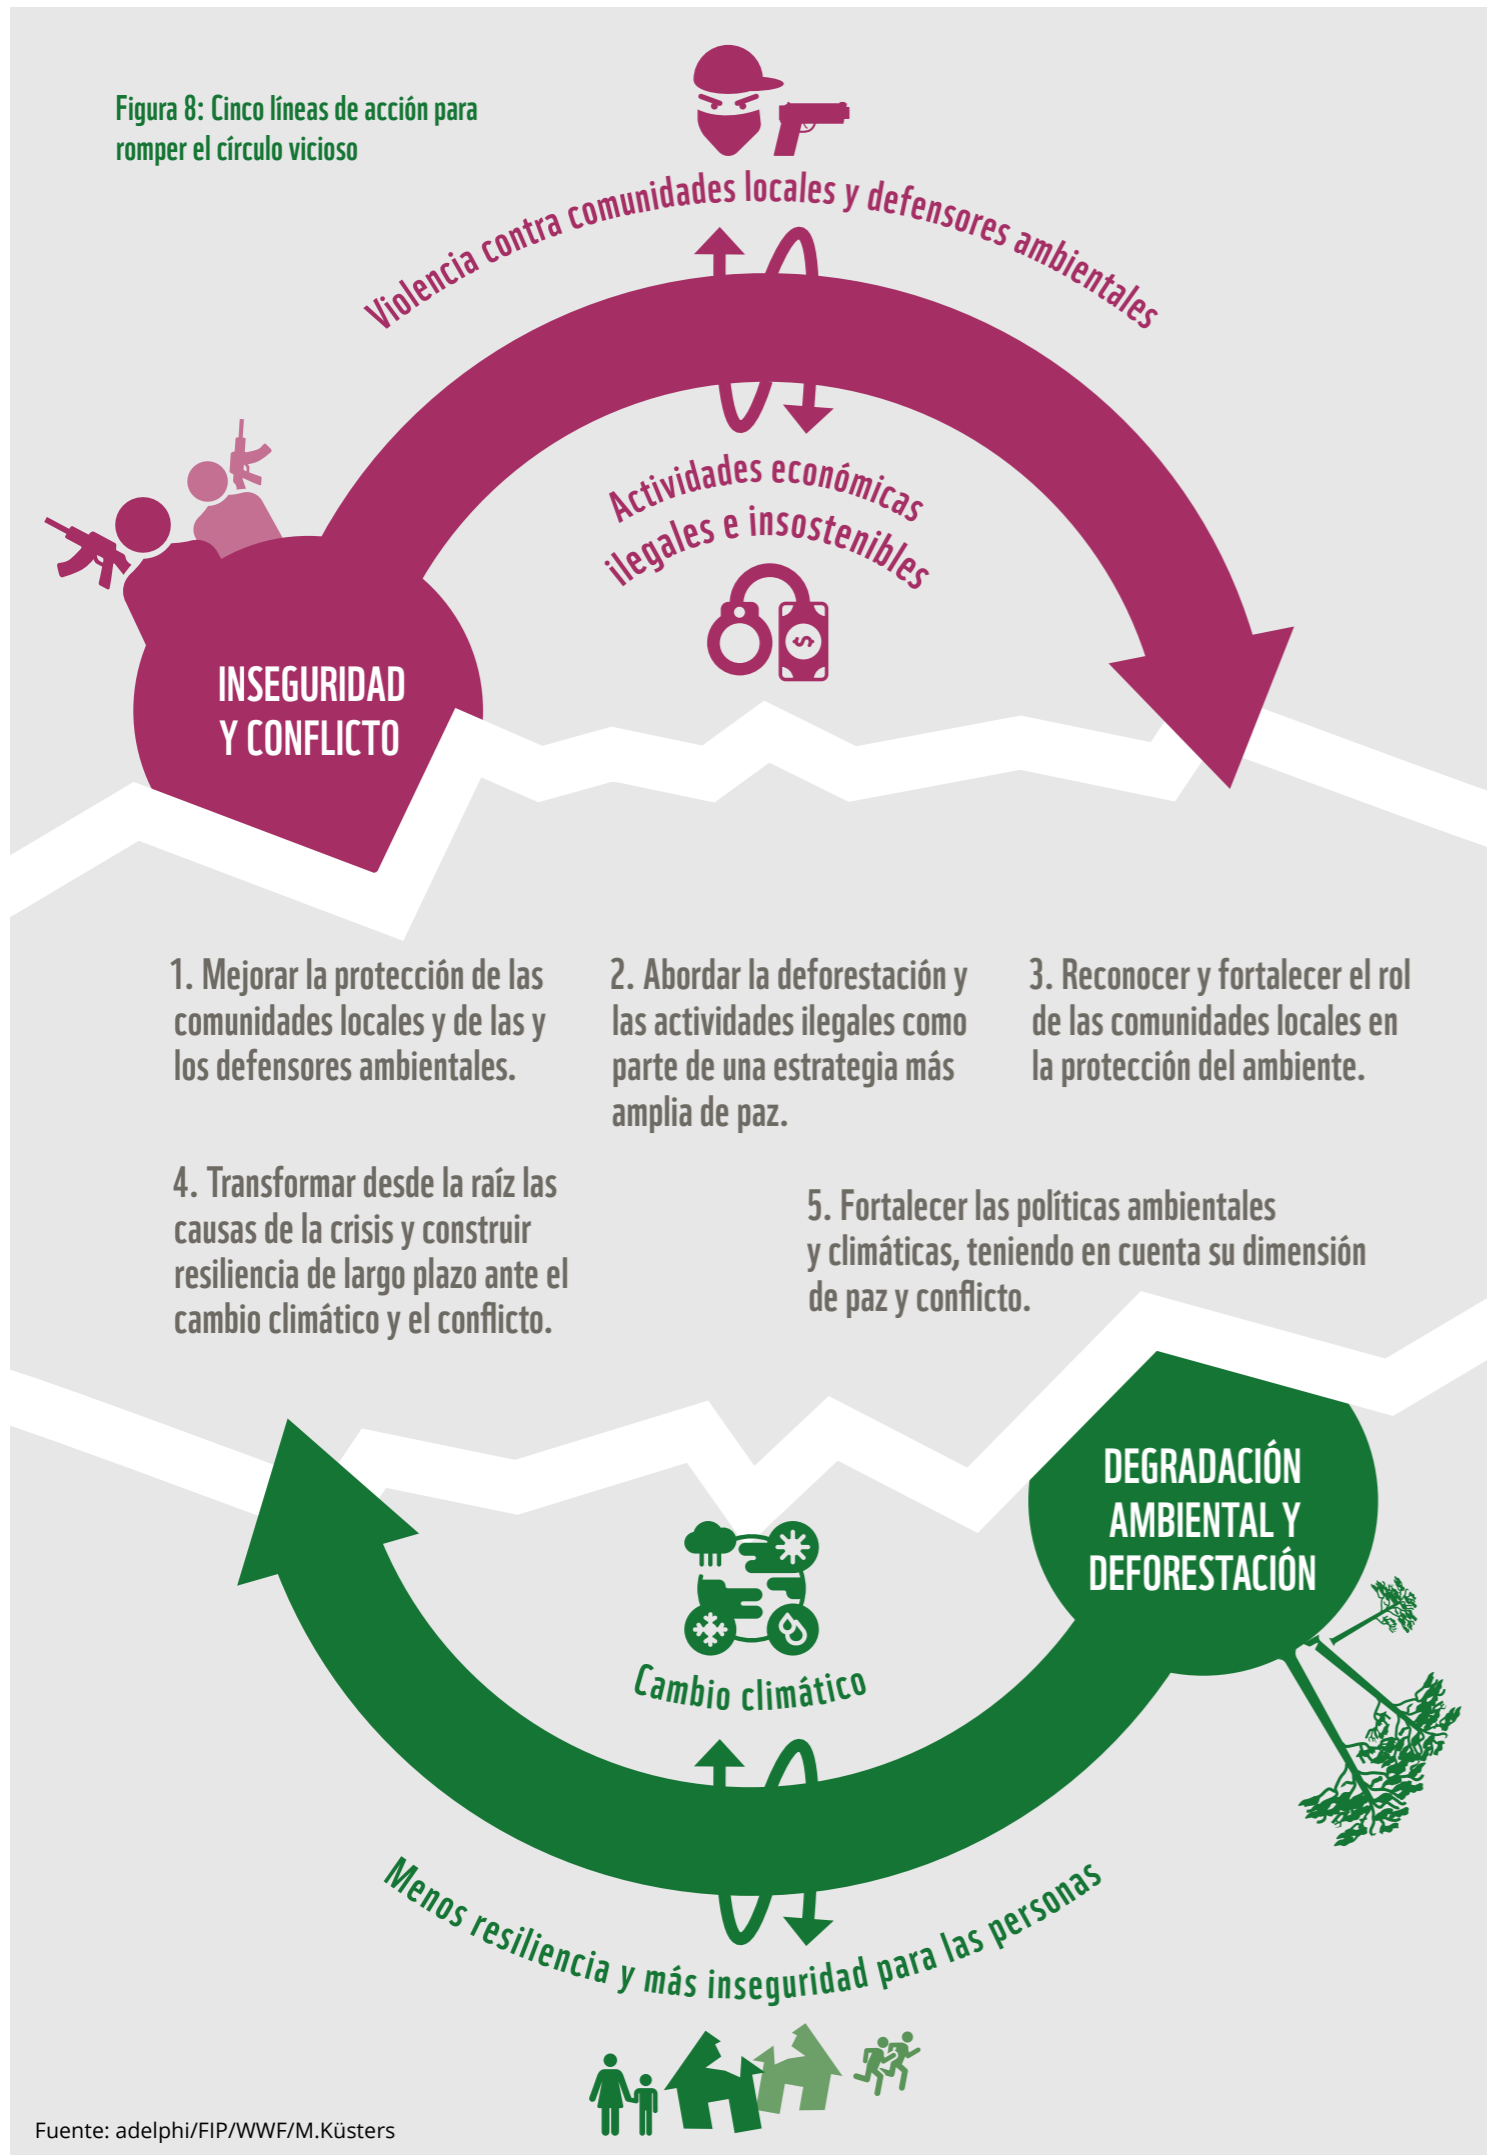 Figura 8: Cinco líneas de acción para
romper el círculo vicioso
Violencia contra comunidades locales y defensores ambientales
Actividades económicas
ilegales e insostenibles
$
INSEGURIDAD
Y CONFLICTO
1. Mejorar la protección de las
comunidades locales y de las y
los defensores ambientales.
2. Abordar la deforestación y
las actividades ilegales como
parte de una estrategia más
amplia de paz.
3. Reconocer y fortalecer el rol
de las comunidades locales en
la protección del ambiente.
4. Transformar desde la raíz las
causas de la crisis y construir
resiliencia de largo plazo ante el
cambio climático y el conflicto.
5. Fortalecer las políticas ambientales
y climáticas, teniendo en cuenta su dimensión
de paz y conflicto.
DEGRADACIÓN
AMBIENTAL Y
DEFORESTACIÓN
Cambio climático
Menos resiliencia y más inseguridad para las personas
Fuente: adelphi/FIP/WWF/M.Küsters